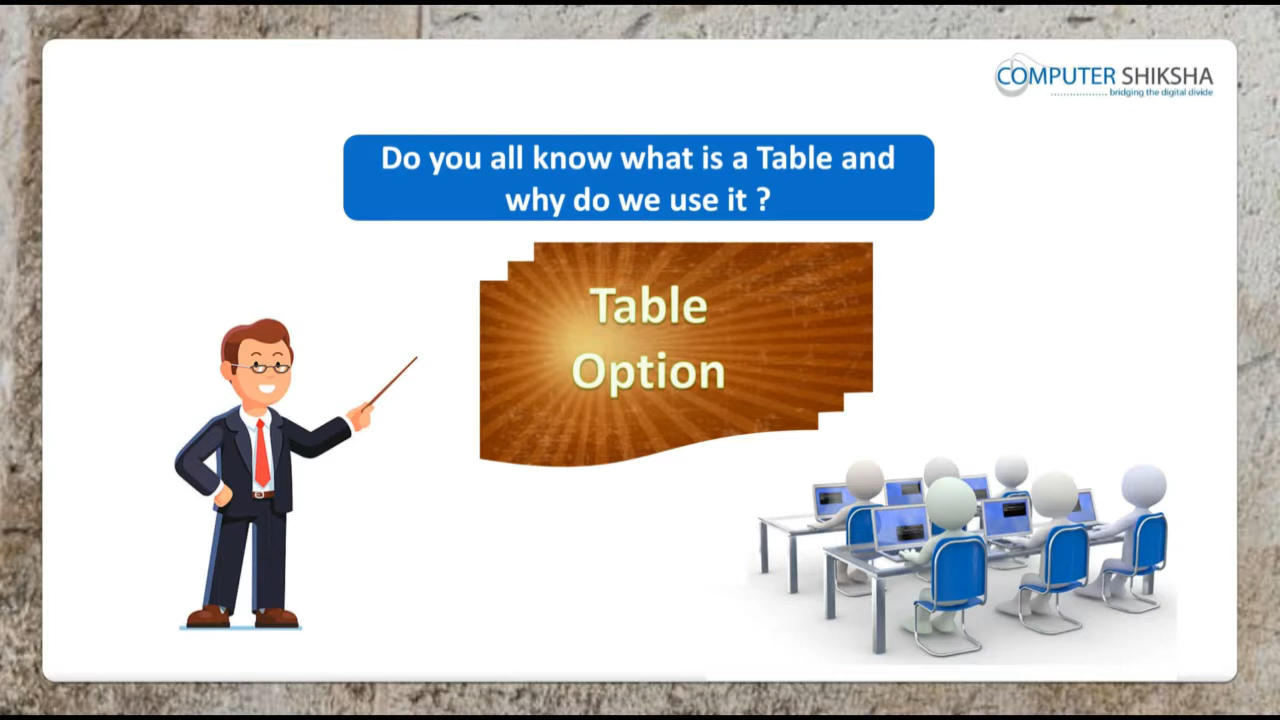 COMPUTER SHIKSHA
bridging the digital divide
Do you all know what is a Table and
why do we use it ?
Table
Option